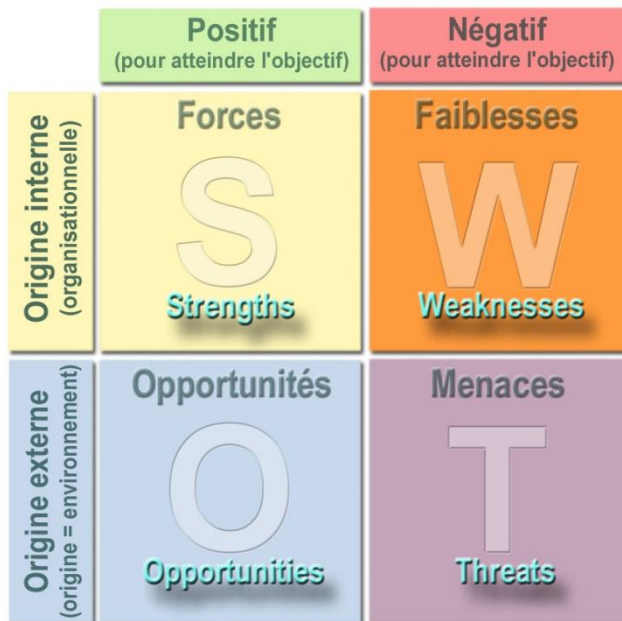 Positif
(pour atteindre l'objectif)
Négatif
(pour atteindre l'objectif)
Origine interne
(organisationnelle)
Forces
S
Strengths
Faiblesses
W
Weaknesses
Origine externe
(origine = environnement)
Opportunités
O
Opportunities
Menaces
T
Threats